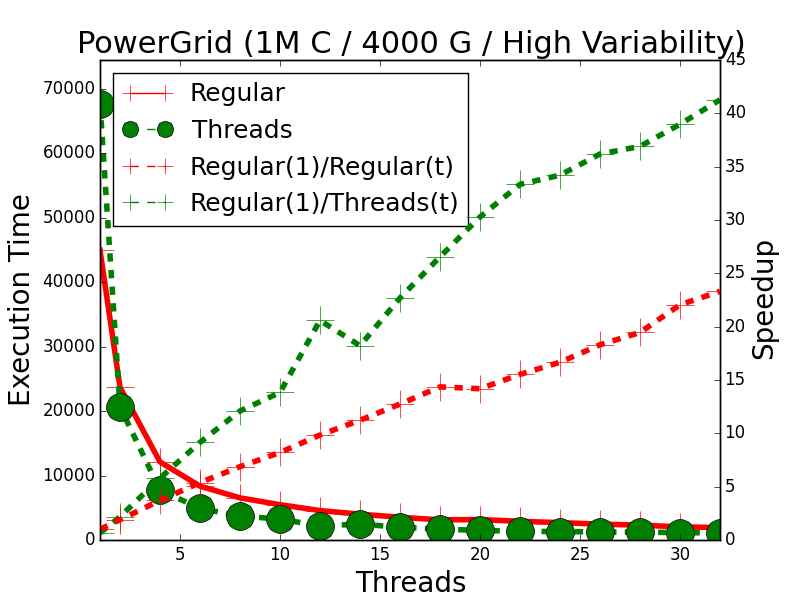 PowerGrid (1M C / 4000 G / High Variability)
Regular
Threads
Regular(1)/Regular(t)
Regular(1)/Threads(t)
Execution Time
70000
60000
50000
40000
30000
20000
10000
0
Speedup
45
40
35
30
25
20
15
10
5
0
5 10 15 20 25 30
Threads